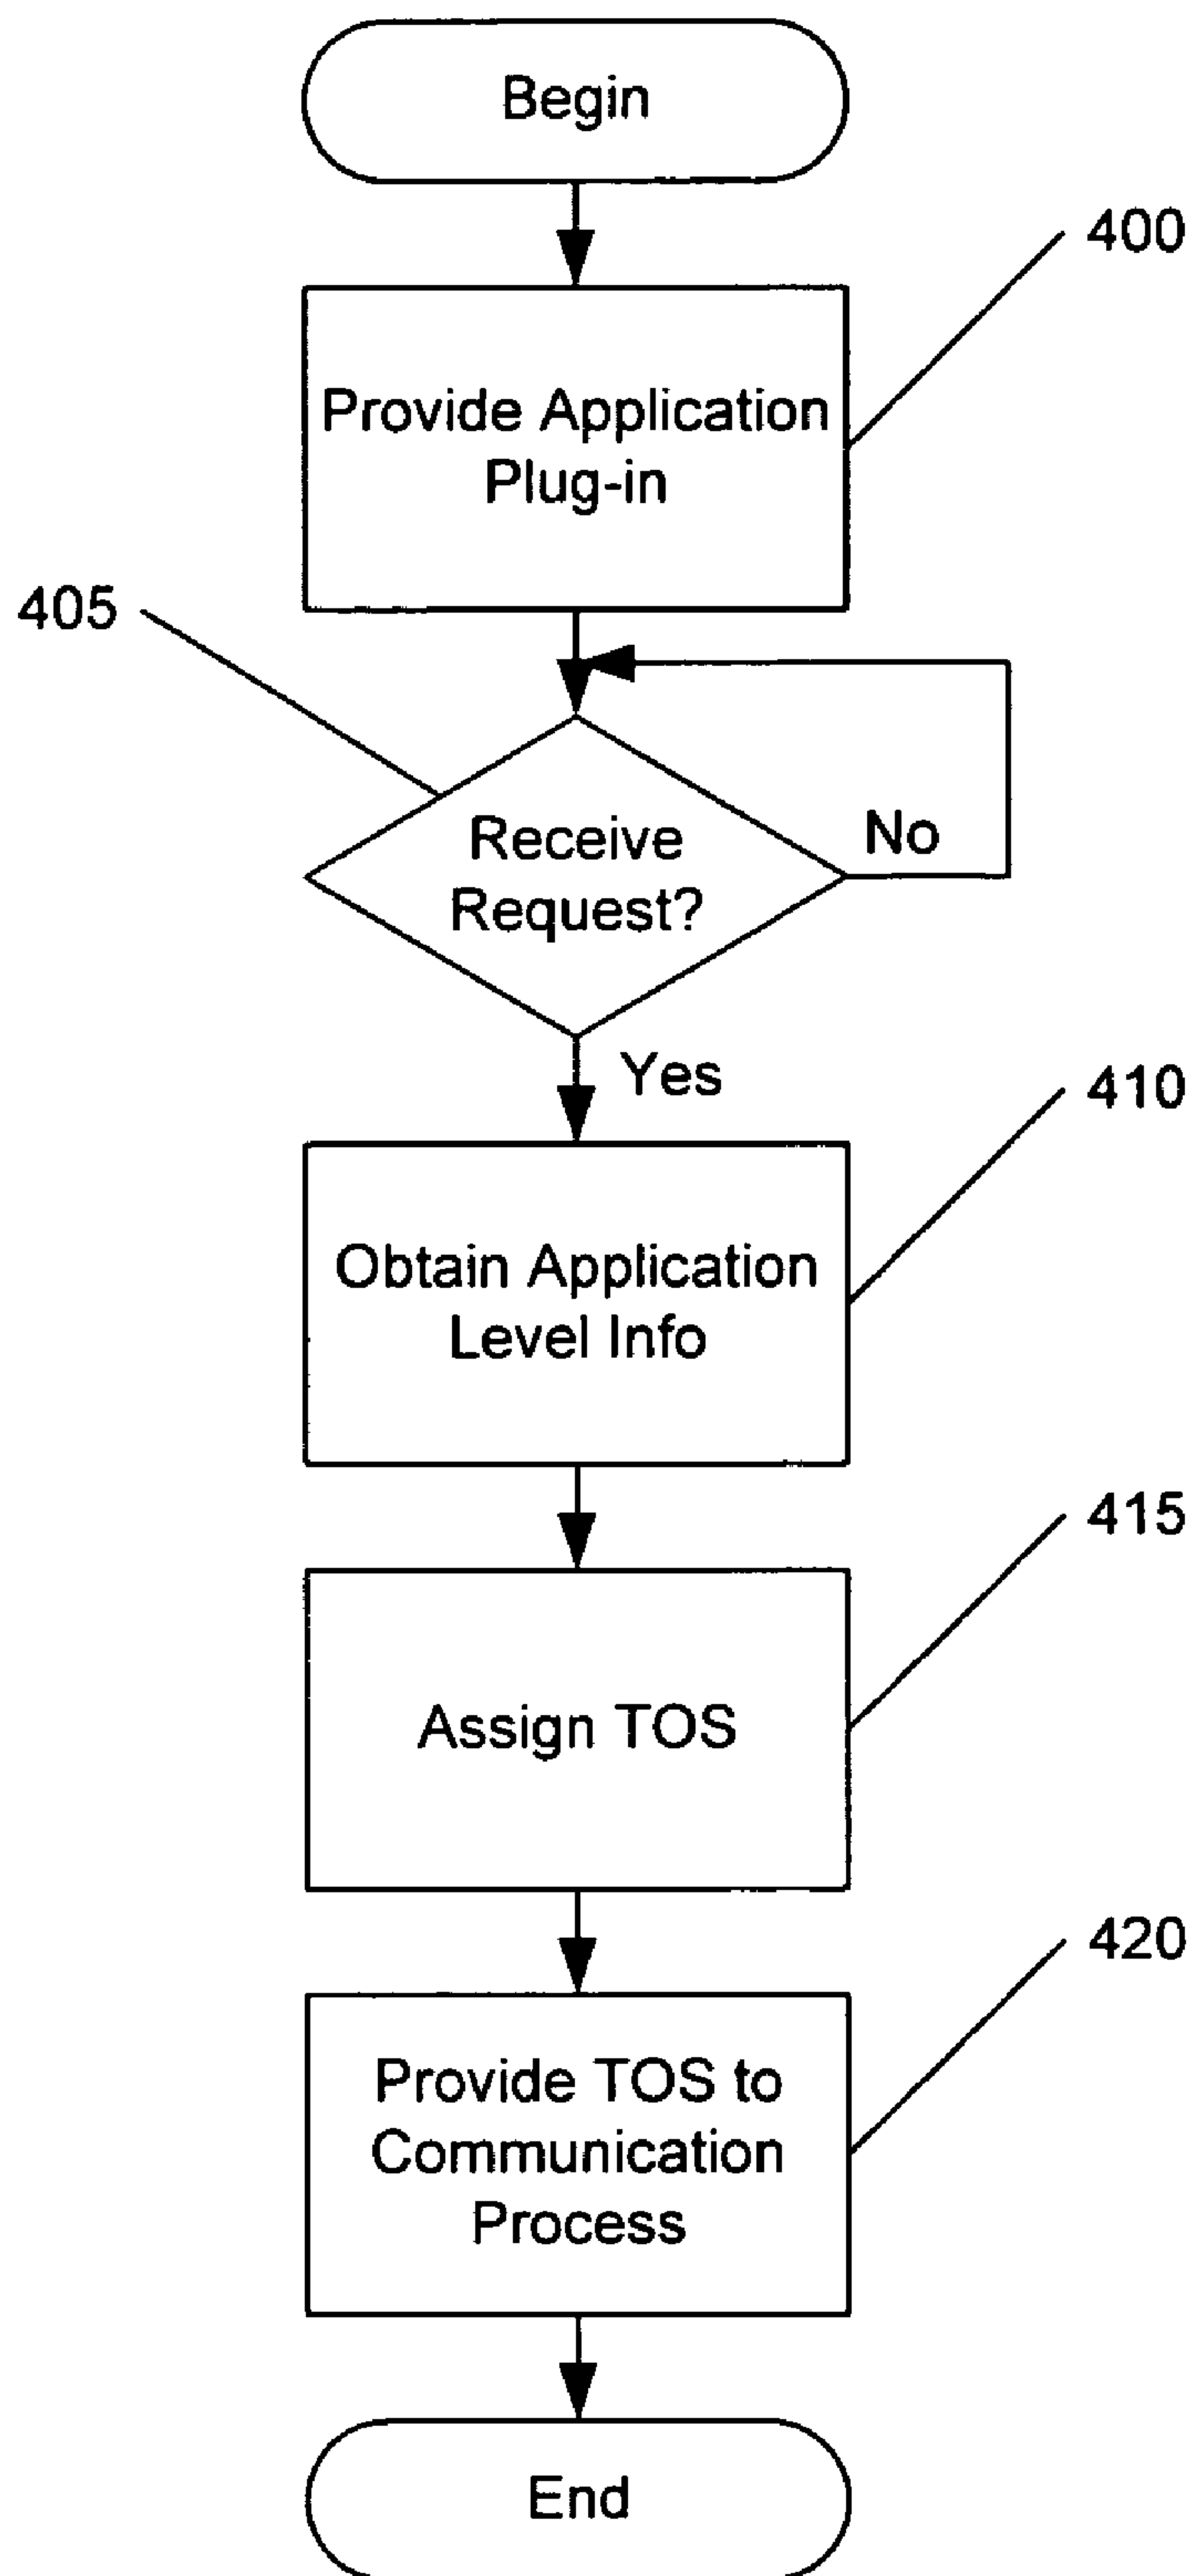 Begin
400
Provide Application
Plug-in
405
Receive
Request?
No
Yes
410
Obtain Application
Level Info
415
Assign TOS
420
Provide TOS to
Communication
Process
End